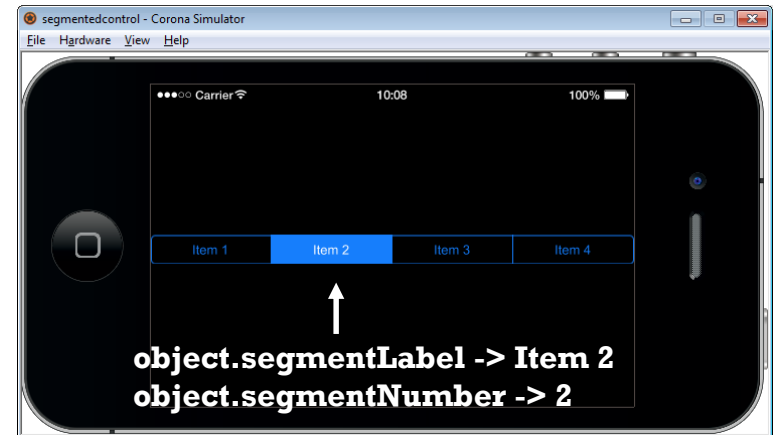 segmentedcontrol - Corona Simulator
File Hardware View Help
●●●○○ Carrier 10:08 100%
Item 1 Item 2 Item 3 Item 4
object.segmentLabel -> Item 2
object.segmentNumber -> 2